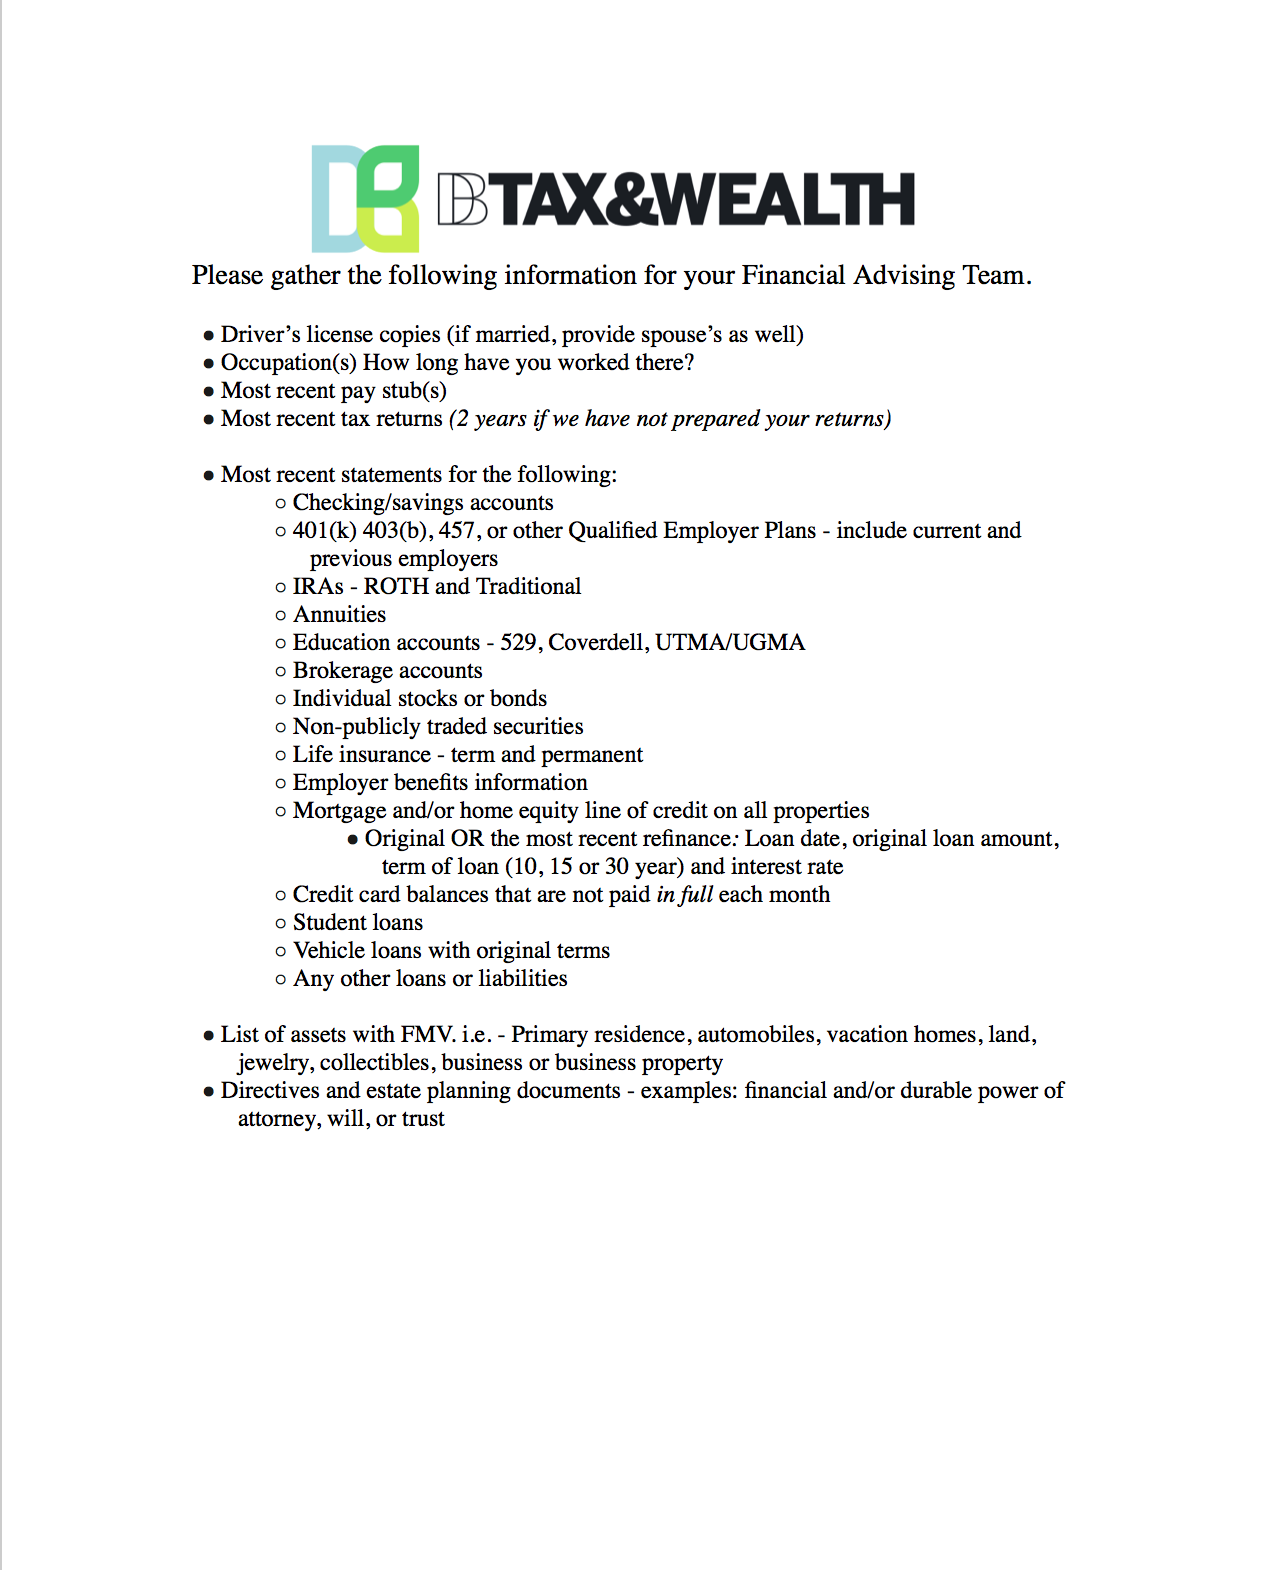 BTAX&WEALTH
Please gather the following information for your Financial Advising Team.
● Driver’s license copies (if married, provide spouse’s as well)
● Occupation(s) How long have you worked there?
● Most recent pay stub(s)
● Most recent tax returns (2 years if we have not prepared your returns)
● Most recent statements for the following:
○ Checking/savings accounts
○ 401(k) 403(b), 457, or other Qualified Employer Plans - include current and
previous employers
○ IRAs - ROTH and Traditional
○ Annuities
○ Education accounts - 529, Coverdell, UTMA/UGMA
○ Brokerage accounts
○ Individual stocks or bonds
○ Non-publicly traded securities
○ Life insurance - term and permanent
○ Employer benefits information
○ Mortgage and/or home equity line of credit on all properties
● Original OR the most recent refinance: Loan date, original loan amount,
term of loan (10, 15 or 30 year) and interest rate
○ Credit card balances that are not paid in full each month
○ Student loans
○ Vehicle loans with original terms
○ Any other loans or liabilities
● List of assets with FMV. i.e. - Primary residence, automobiles, vacation homes, land,
jewelry, collectibles, business or business property
● Directives and estate planning documents - examples: financial and/or durable power of
attorney, will, or trust